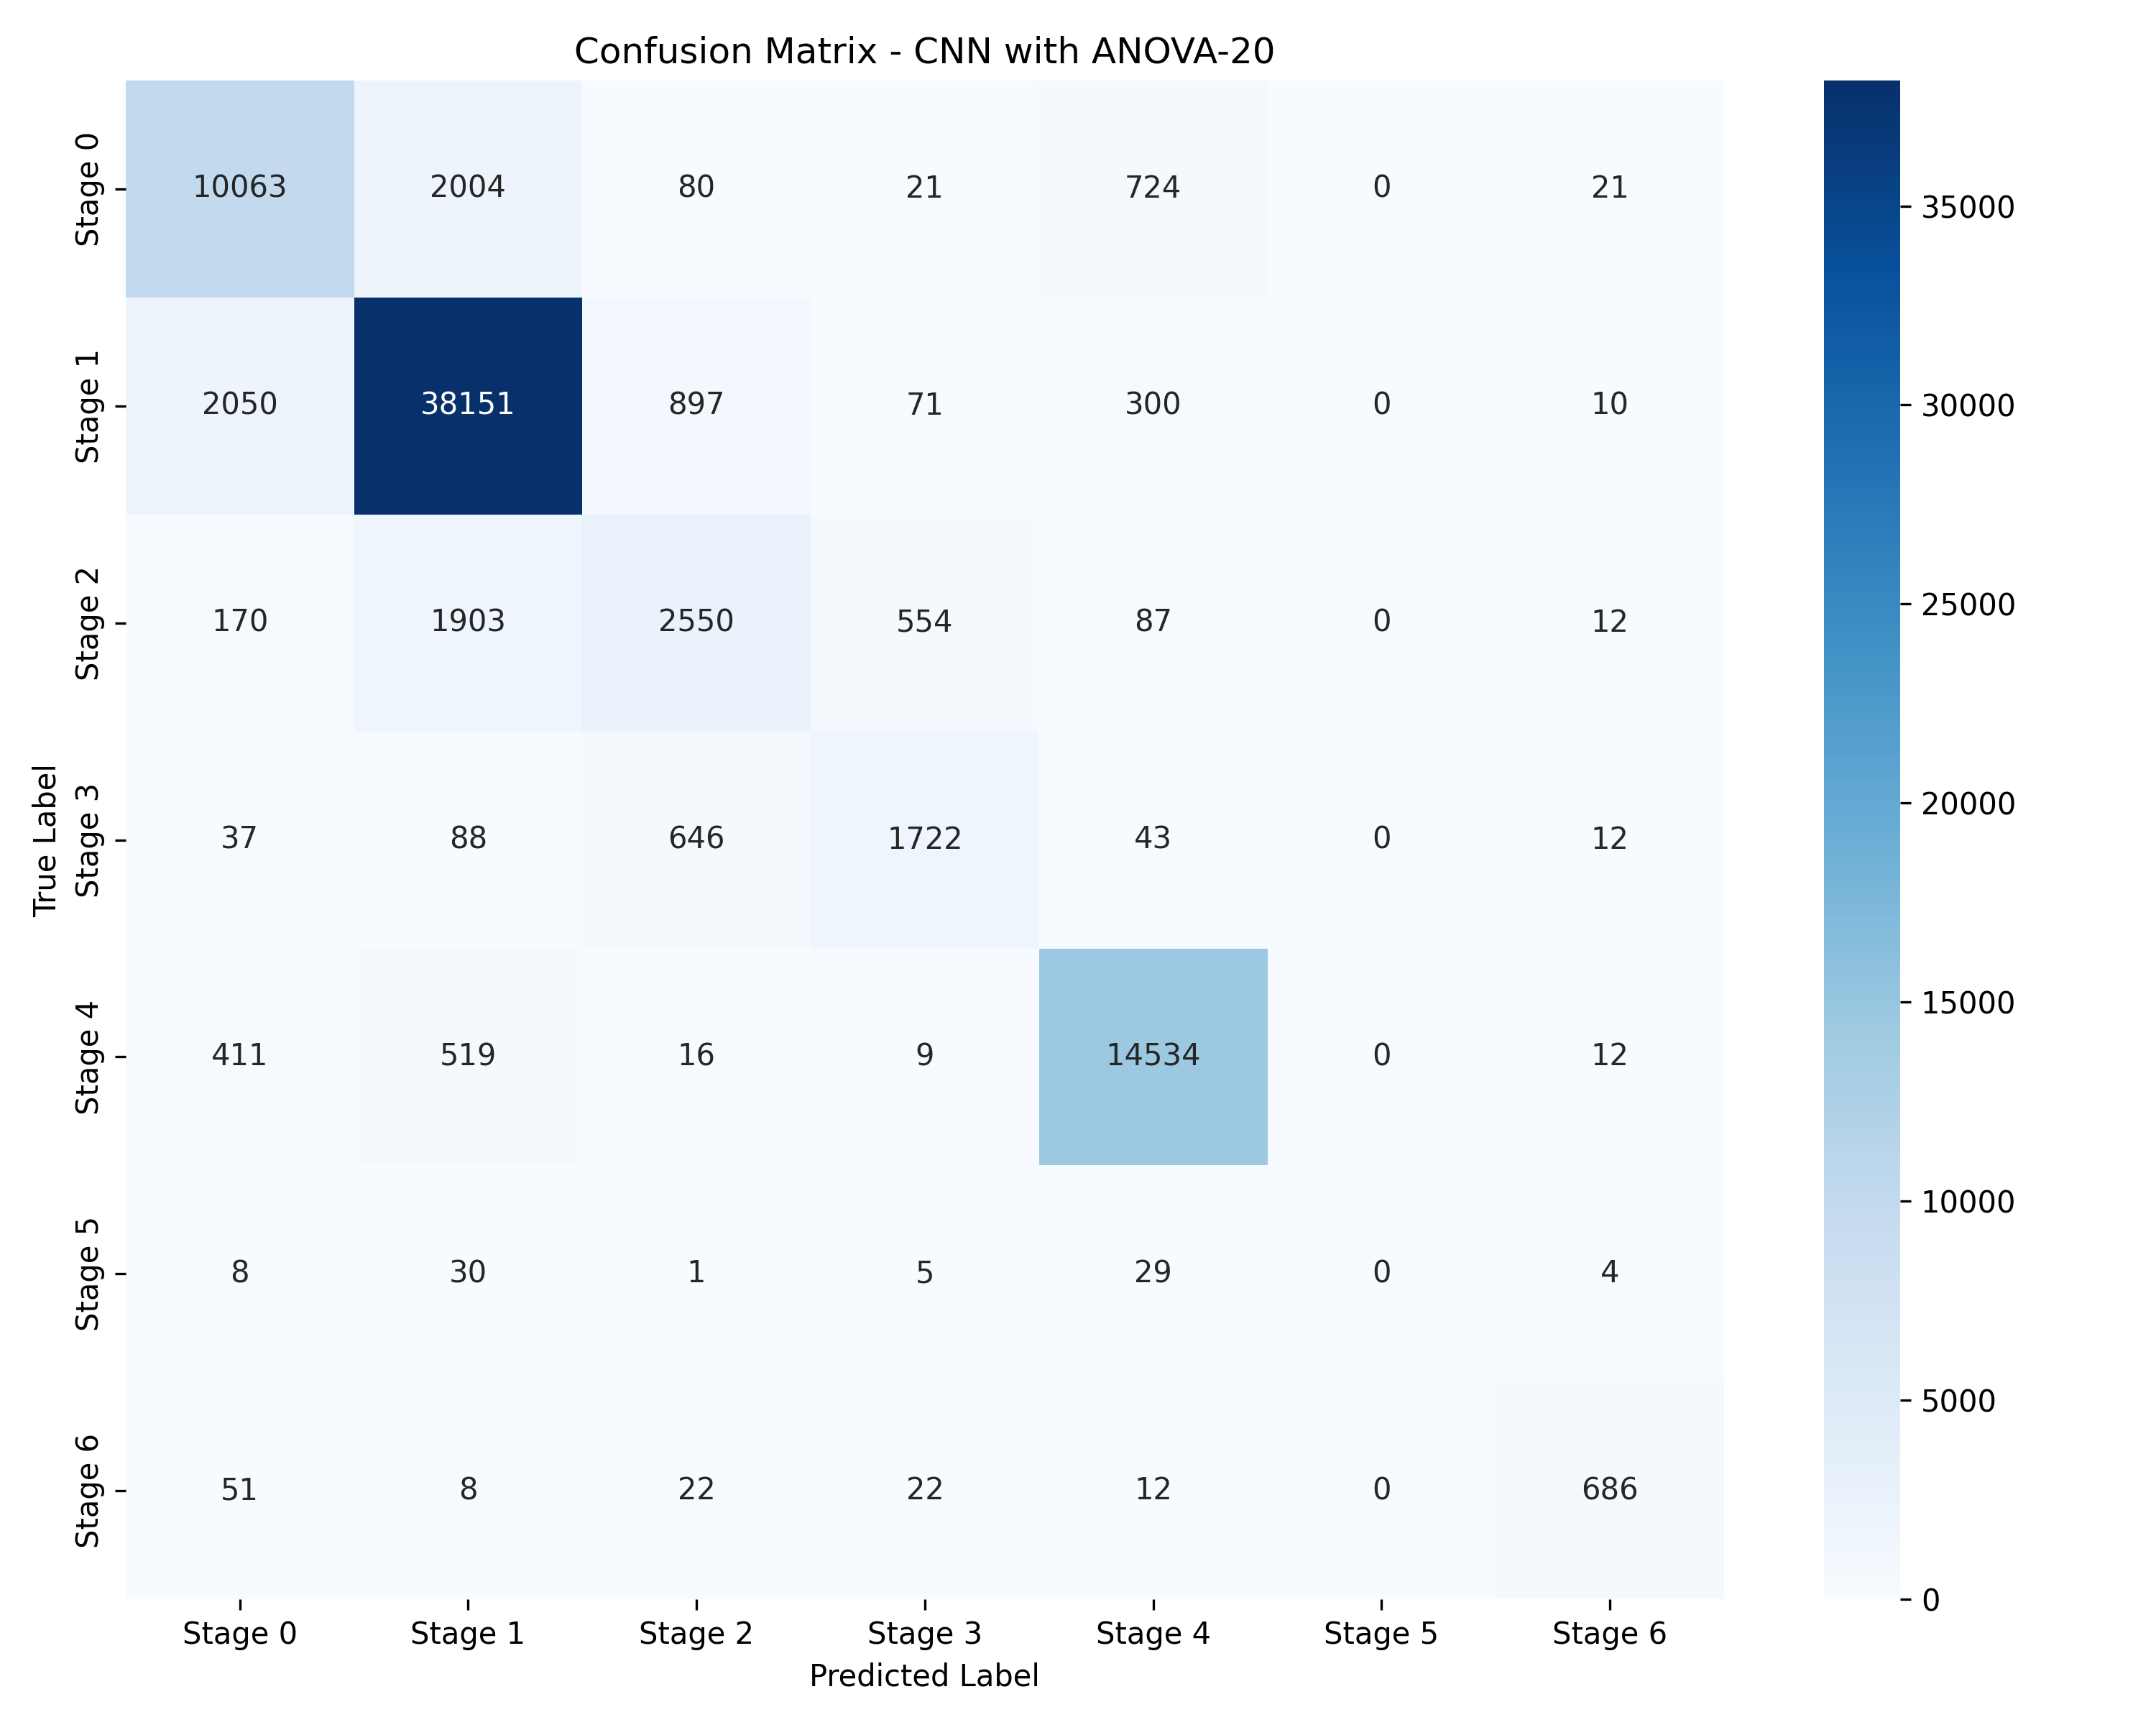 Confusion Matrix - CNN with ANOVA-20
True Label
Stage 0 10063 2004 80 21 724 0 21
Stage 1 2050 38151 897 71 300 0 10
Stage 2 170 1903 2550 554 87 0 12
Stage 3 37 88 646 1722 43 0 12
Stage 4 411 519 16 9 14534 0 12
Stage 5 8 30 1 5 29 0 4
Stage 6 51 8 22 22 12 0 686
Stage 0 Stage 1 Stage 2 Stage 3 Stage 4 Stage 5 Stage 6
Predicted Label
35000
30000
25000
20000
15000
10000
5000
0